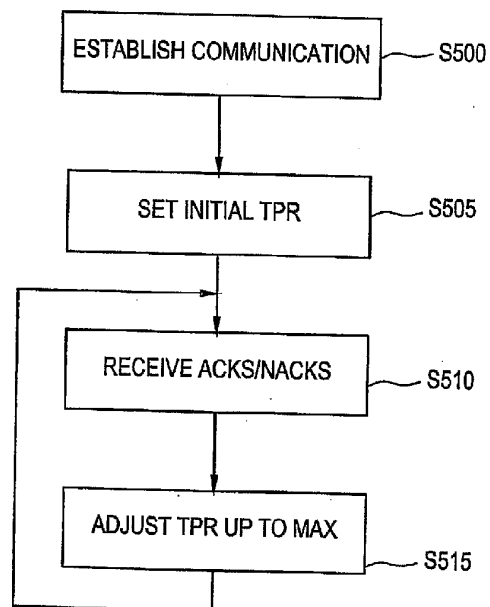 ESTABLISH COMMUNICATION
S500
SET INITIAL TPR
S505
RECEIVE ACKS/NACKS
S510
ADJUST TPR UP TO MAX
S515